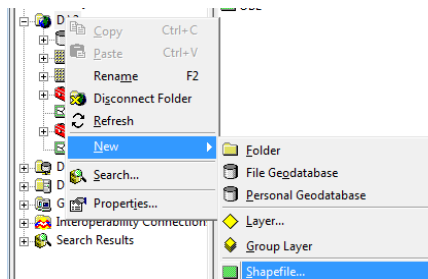 Copy Ctrl+C
Paste Ctrl+V
Rename F2
Disconnect Folder
Refresh
New
Search...
Properties...
Interoperability Connection
Search Results
Folder
File Geodatabase
Personal Geodatabase
Layer...
Group Layer
Shapefile...